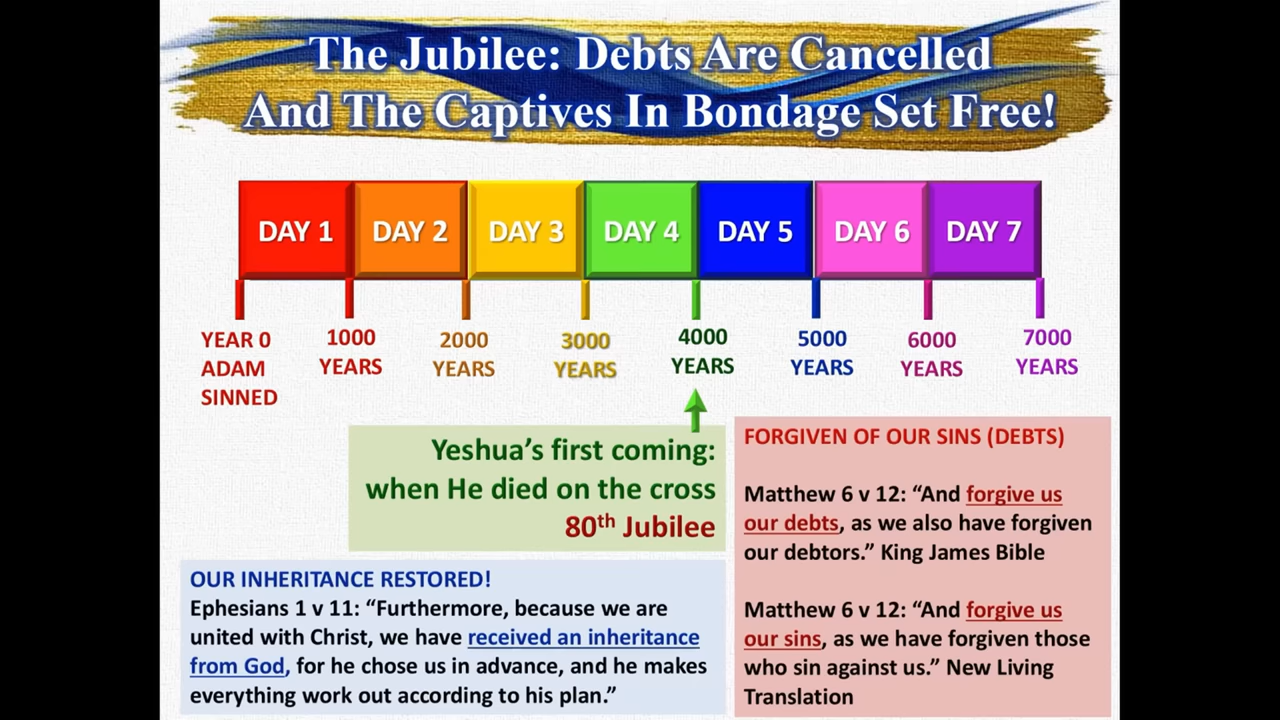 The Jubilee: Debts Are Cancelled
And The Captives In Bondage Set Free!
DAY 1
DAY 2
DAY 3
DAY 4
DAY 5
DAY 6
DAY 7
YEAR 0
ADAM
SINNED
1000
YEARS
2000
YEARS
3000
YEARS
4000
YEARS
5000
YEARS
6000
YEARS
7000
YEARS
Yeshua’s first coming:
when He died on the cross
80th Jubilee
OUR INHERITANCE RESTORED!
Ephesians 1 v 11: “Furthermore, because we are
united with Christ, we have received an inheritance
from God, for he chose us in advance, and he makes
everything work out according to his plan.”
FORGIVEN OF OUR SINS (DEBTS)
Matthew 6 v 12: “And forgive us
our debts, as we also have forgiven
our debtors.” King James Bible
Matthew 6 v 12: “And forgive us
our sins, as we have forgiven those
who sin against us.” New Living
Translation